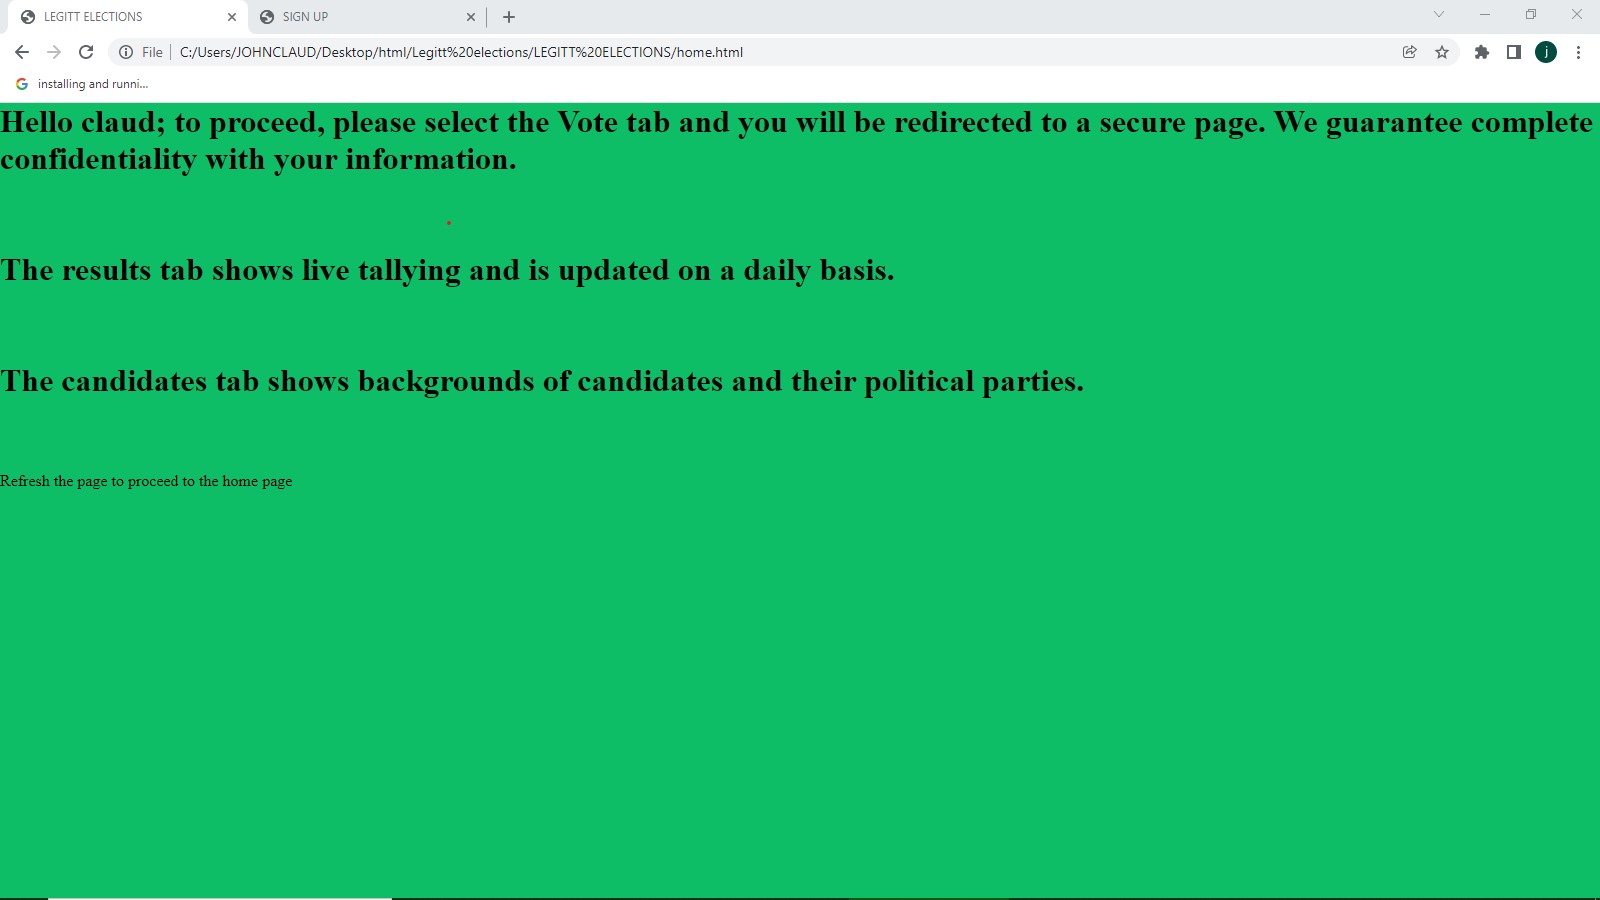 LEGITT ELECTIONS
SIGN UP
File
C:/Users/JOHNCLAUD/Desktop/html/Legitt%20elections/LEGITT%20ELECTIONS/home.html
j
installing and runni...
Hello claud; to proceed, please select the Vote tab and you will be redirected to a secure page. We guarantee complete
confidentiality with your information.
The results tab shows live tallying and is updated on a daily basis.
The candidates tab shows backgrounds of candidates and their political parties.
Refresh the page to proceed to the home page